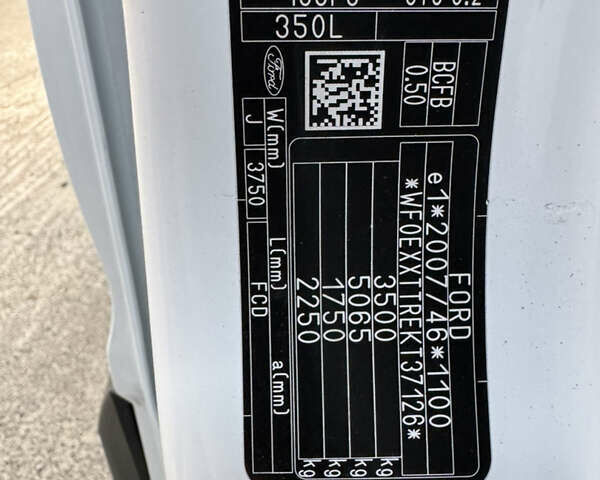 350L
Ford
BCFB
0.50
FORD
e1*2007/46*1100
*WF0EXXTTREKT37126*
3500 kg
5065 kg
1750 kg
2250 kg
W(mm) L(mm) a(mm)
J 3750 FCD